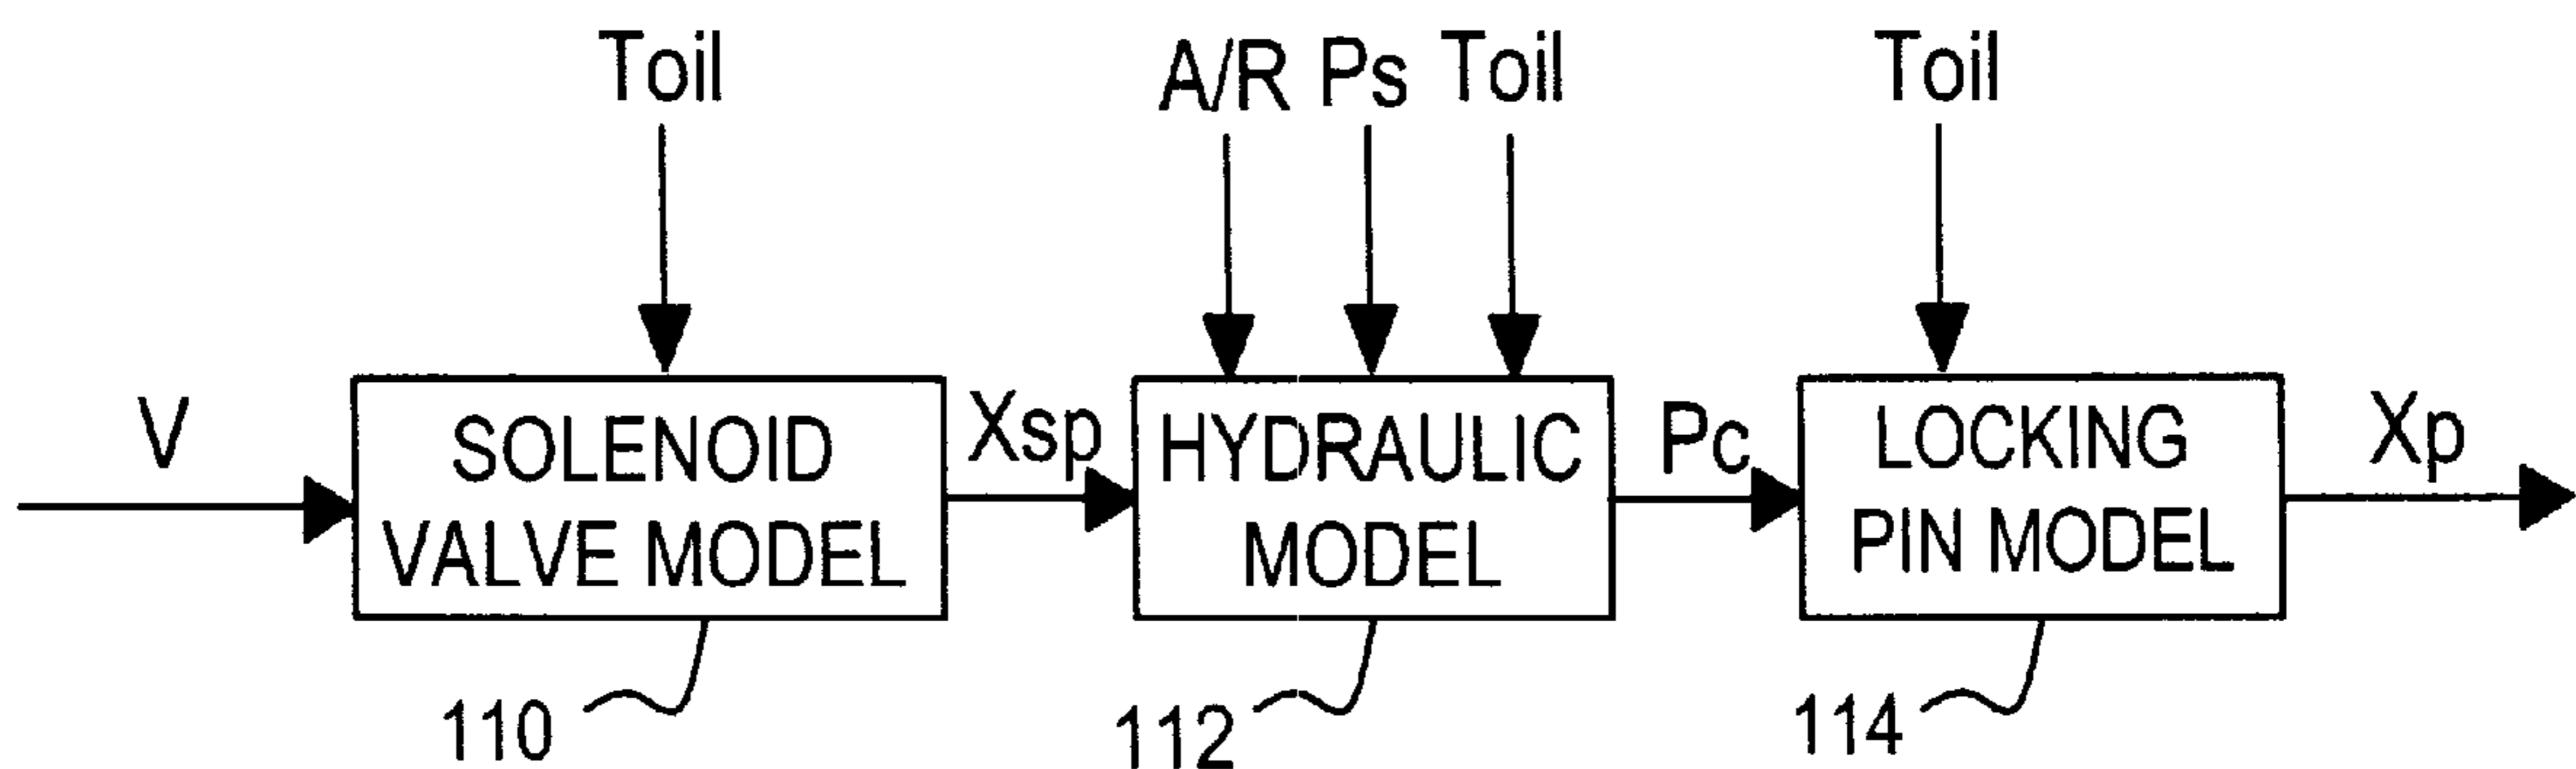 Toil
A/R Ps Toil
Toil
V
SOLENOID
VALVE MODEL
Xsp
HYDRAULIC
MODEL
Pc
LOCKING
PIN MODEL
Xp
110
112
114